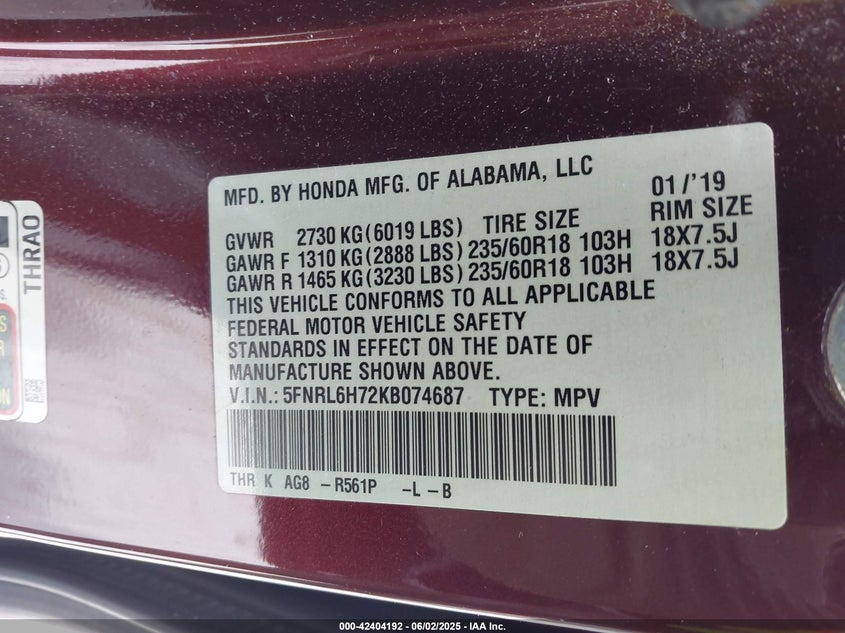 MFD. BY HONDA MFG. OF ALABAMA, LLC 01/'19
GVWR 2730 KG(6019 LBS) TIRE SIZE RIM SIZE
GAWR F 1310 KG(2888 LBS) 235/60R18 103H 18X7.5J
GAWR R 1465 KG(3230 LBS) 235/60R18 103H 18X7.5J
THIS VEHICLE CONFORMS TO ALL APPLICABLE
FEDERAL MOTOR VEHICLE SAFETY
STANDARDS IN EFFECT ON THE DATE OF
MANUFACTURE SHOWN ABOVE.
V.I.N.: 5FNRL6H72KB074687 TYPE: MPV
THR K AG8 -R561P -L -B
THRAO
000-42404192 - 06/02/2025 - IAA Inc.